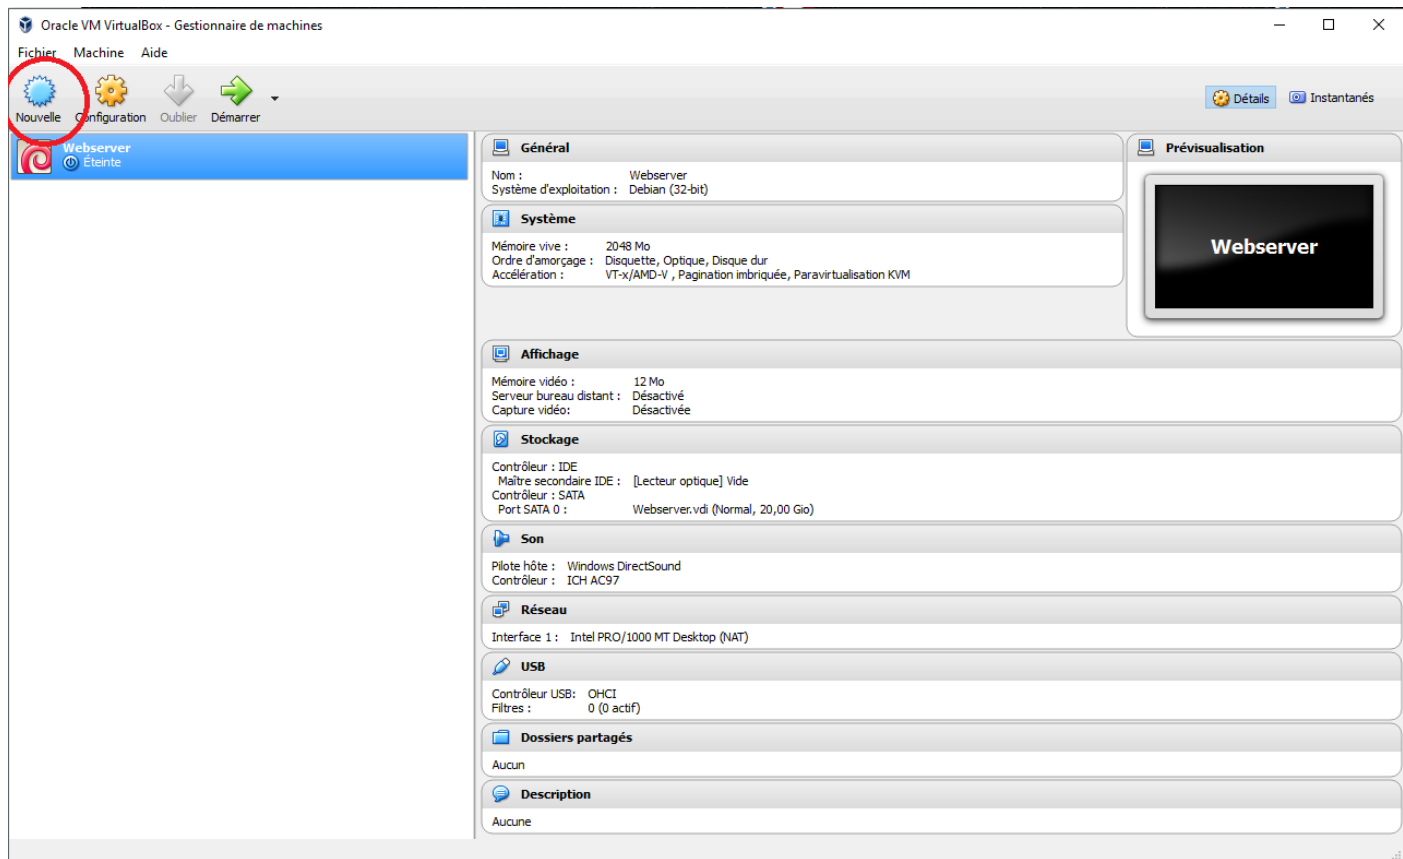 Oracle VM VirtualBox - Gestionnaire de machines
Fichier Machine Aide
Nouvelle Configuration Oublier Démarrer
Détails Instantanés
Webserver
Éteinte
Général
Nom : Webserver
Système d'exploitation : Debian (32-bit)
Système
Mémoire vive : 2048 Mo
Ordre d'amorçage : Disquette, Optique, Disque dur
Accélération : VT-x/AMD-V , Pagination imbriquée, Paravirtualisation KVM
Prévisualisation
Webserver
Affichage
Mémoire vidéo : 12 Mo
Serveur bureau distant : Désactivé
Capture vidéo: Désactivée
Stockage
Contrôleur : IDE
Maître secondaire IDE : [Lecteur optique] Vide
Contrôleur : SATA
Port SATA 0 : Webserver.vdi (Normal, 20,00 Gio)
Son
Pilote hôte : Windows DirectSound
Contrôleur : ICH AC97
Réseau
Interface 1 : Intel PRO/1000 MT Desktop (NAT)
USB
Contrôleur USB: OHCI
Filtres : 0 (0 actif)
Dossiers partagés
Aucun
Description
Aucune